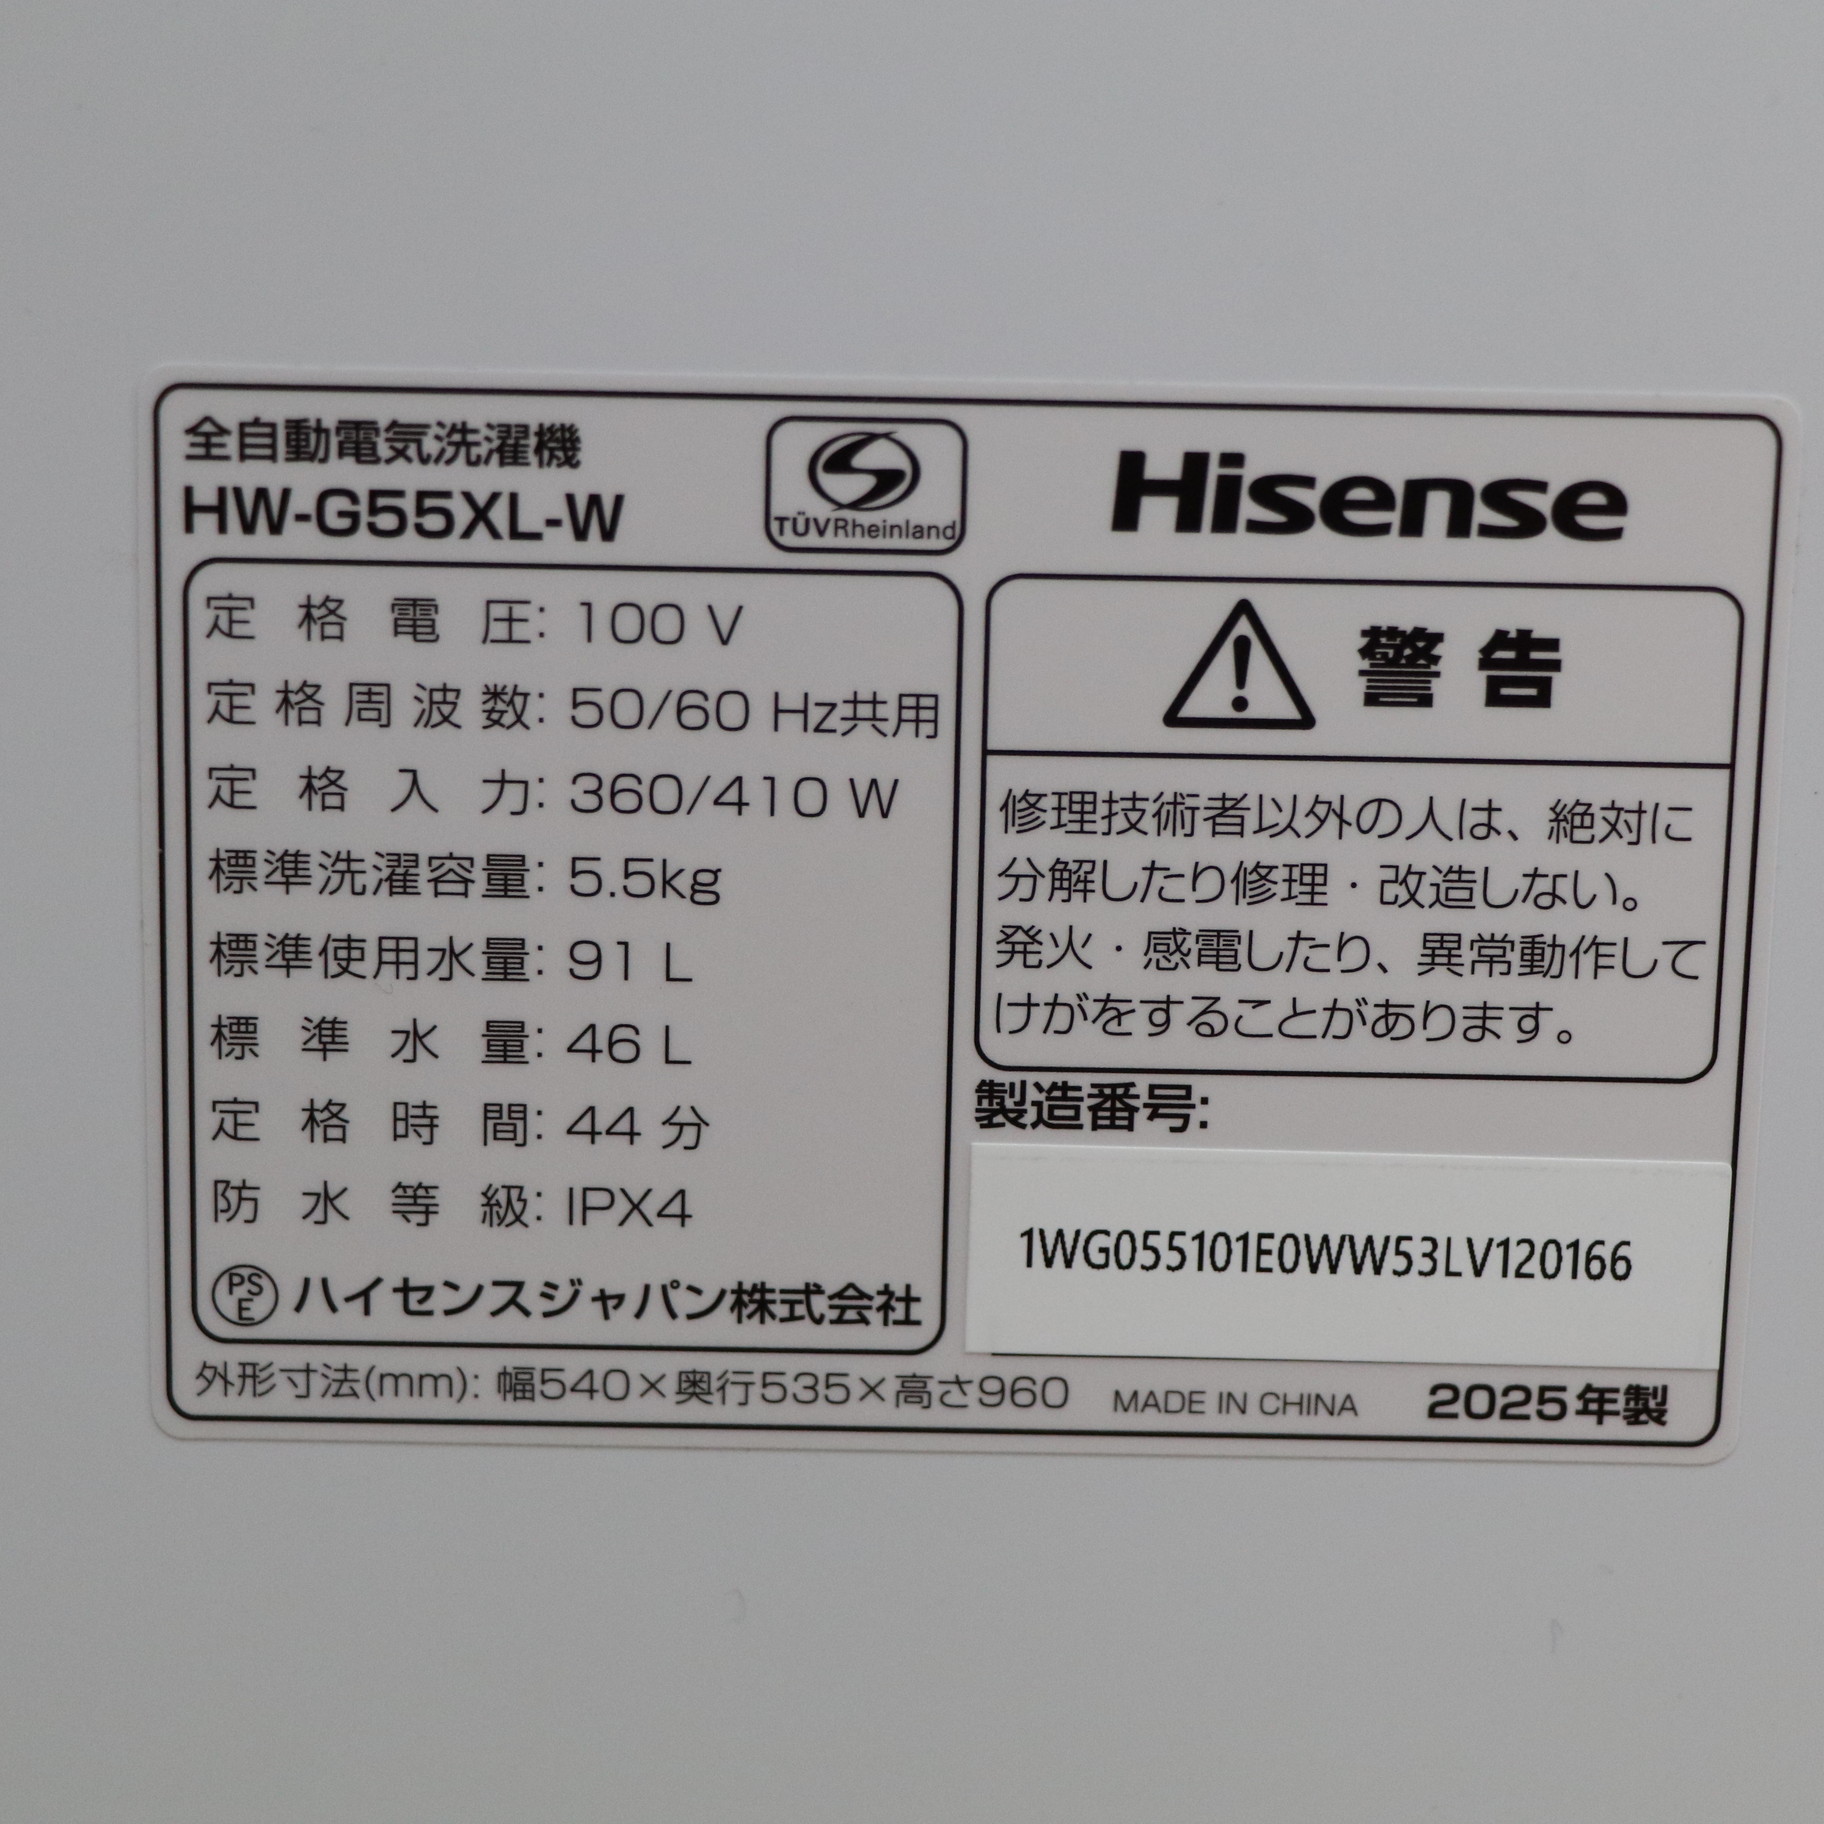 全自動電気洗濯機
HW-G55XL-W
TÜVRheinland
Hisense
定格電圧: 100 V
定格周波数: 50/60 Hz共用
定格入力: 360/410 W
標準洗濯容量: 5.5kg
標準使用水量: 91 L
標準水量: 46 L
定格時間: 44 分
防水等級: IPX4
PS
E
ハイセンスジャパン株式会社
警告
修理技術者以外の人は、絶対に
分解したり修理・改造しない。
発火・感電したり、異常動作して
けがをすることがあります。
製造番号:
1WG055101E0WW53LV120166
外形寸法(mm): 幅540×奥行535×高さ960
MADE IN CHINA
2025年製